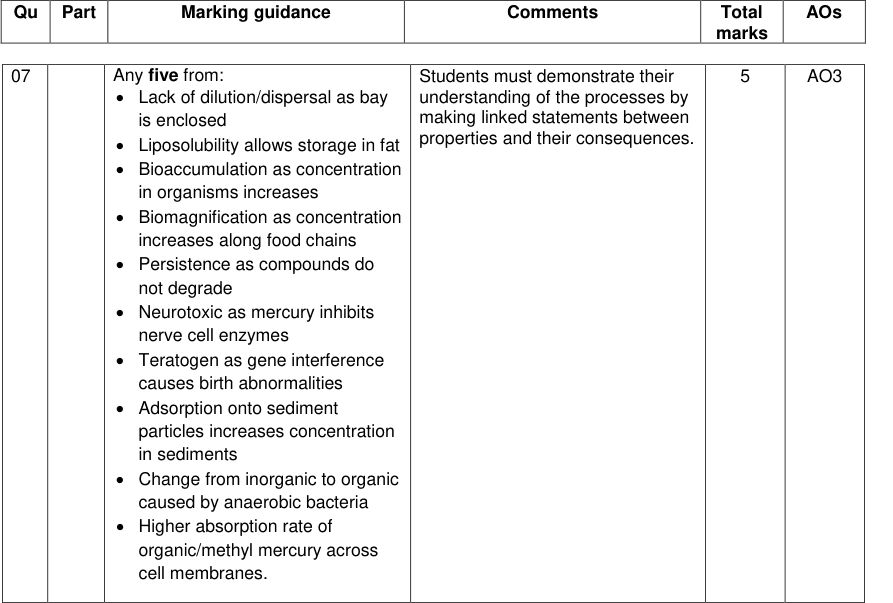 Qu Part Marking guidance Comments Total marks AOs
07 Any five from: Students must demonstrate their 5 AO3
• Lack of dilution/dispersal as bay understanding of the processes by
is enclosed making linked statements between
• Liposolubility allows storage in fat properties and their consequences.
• Bioaccumulation as concentration
in organisms increases
• Biomagnification as concentration
increases along food chains
• Persistence as compounds do
not degrade
• Neurotoxic as mercury inhibits
nerve cell enzymes
• Teratogen as gene interference
causes birth abnormalities
• Adsorption onto sediment
particles increases concentration
in sediments
• Change from inorganic to organic
caused by anaerobic bacteria
• Higher absorption rate of
organic/methyl mercury across
cell membranes.